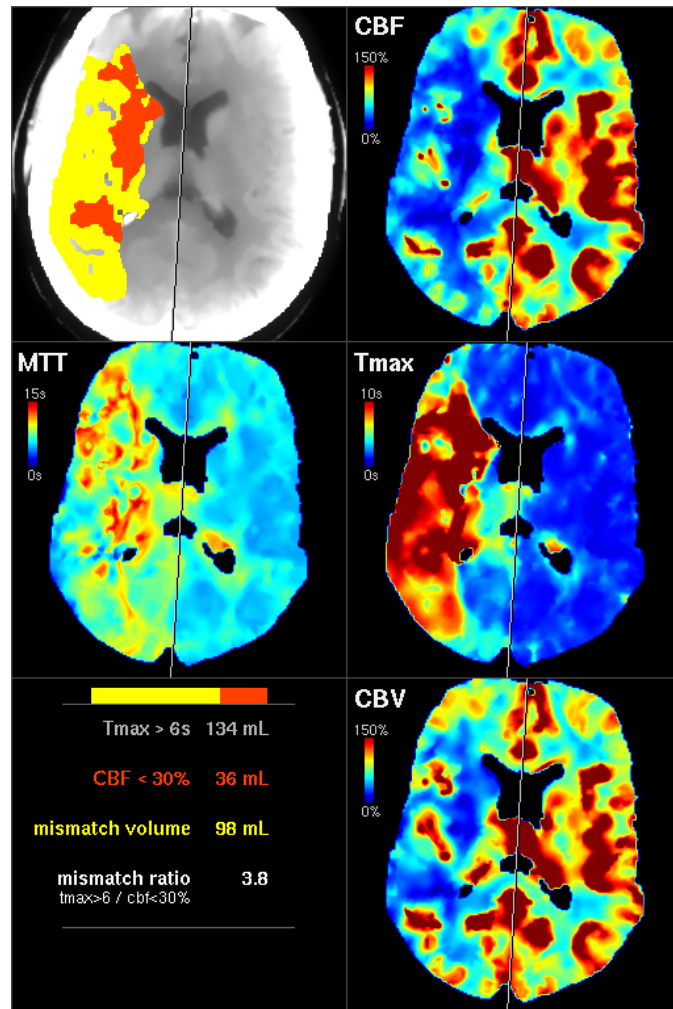 CBF
150%
0%
MTT
15s
0s
Tmax
10s
0s
Tmax > 6s 134 mL
CBF < 30% 36 mL
mismatch volume 98 mL
mismatch ratio 3.8
tmax>6 / cbf<30%
CBV
150%
0%